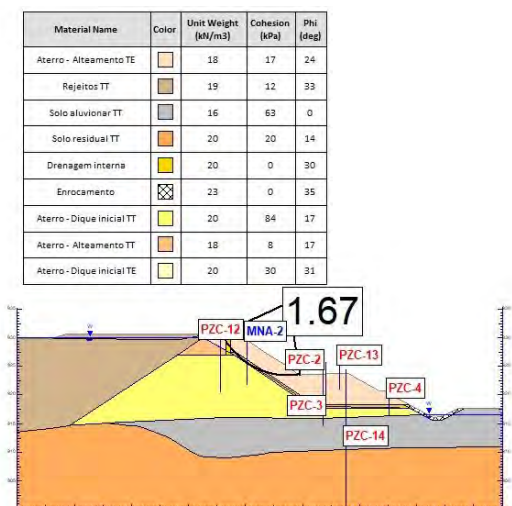 Material Name Color Unit Weight (kN/m3) Cohesion (kPa) Phi (deg)
Aterro - Alteamento TE 18 17 24
Rejeitos TT 19 12 33
Solo aluvionar TT 16 63 0
Solo residual TT 20 20 14
Drenagem interna 20 0 30
Enrocamento 23 0 35
Aterro - Dique inicial TT 20 84 17
Aterro - Alteamento TT 18 8 17
Aterro - Dique inicial TE 20 30 31
1.67
PZC-12 MNA-2
PZC-2 PZC-13
PZC-4
PZC-3
PZC-14
W
W